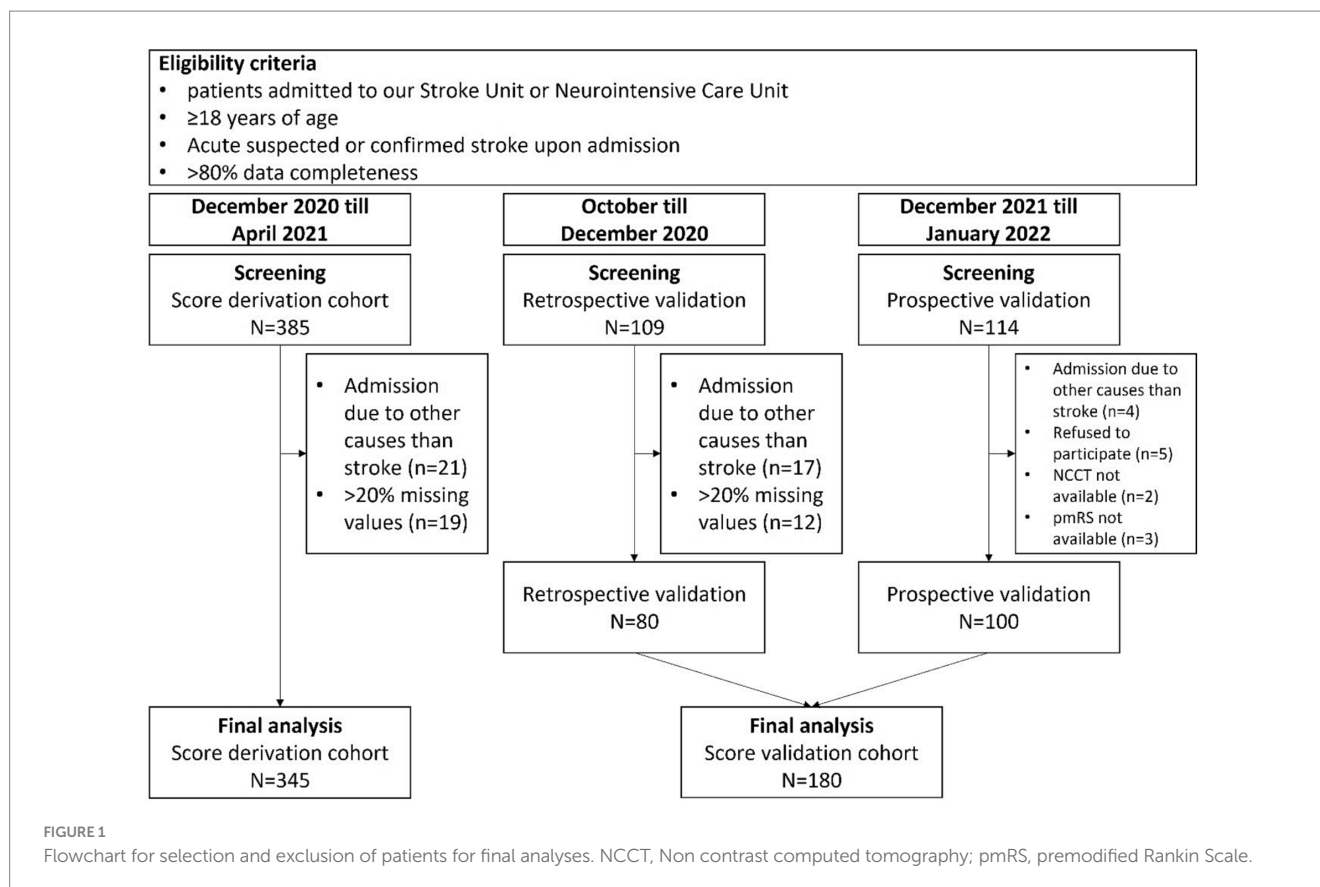 Eligibility criteria
• patients admitted to our Stroke Unit or Neurointensive Care Unit
• ≥18 years of age
• Acute suspected or confirmed stroke upon admission
• >80% data completeness
December 2020 till
April 2021
October till
December 2020
December 2021 till
January 2022
Screening
Score derivation cohort
N=385
Screening
Retrospective validation
N=109
Screening
Prospective validation
N=114
• Admission
due to other
causes than
stroke (n=21)
• >20% missing
values (n=19)
• Admission
due to other
causes than
stroke (n=17)
• >20% missing
values (n=12)
• Admission due to
other causes than
stroke (n=4)
• Refused to
participate (n=5)
• NCCT not
available (n=2)
• pmRS not
available (n=3)
Retrospective validation
N=80
Prospective validation
N=100
Final analysis
Score derivation cohort
N=345
Final analysis
Score validation cohort
N=180
FIGURE 1
Flowchart for selection and exclusion of patients for final analyses. NCCT, Non contrast computed tomography; pmRS, premodified Rankin Scale.